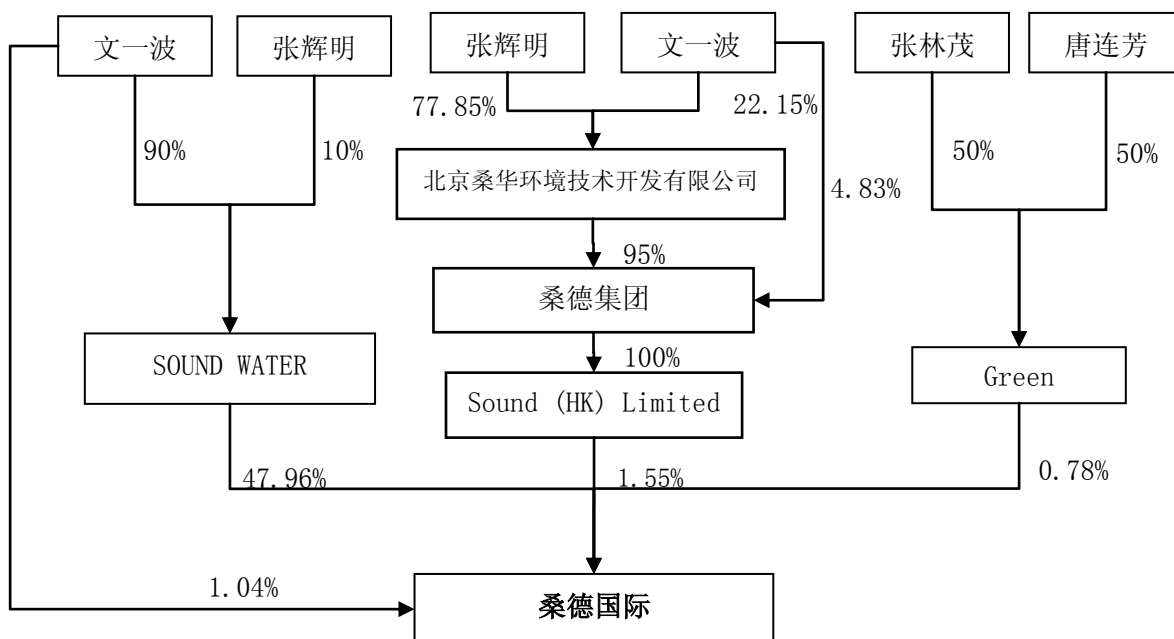 文一波
张辉明
张辉明
文一波
张林茂
唐连芳
77.85%
22.15%
90%
10%
50%
50%
北京桑华环境技术开发有限公司
4.83%
95%
桑德集团
SOUND WATER
100%
Green
Sound (HK) Limited
47.96%
1.55%
0.78%
1.04%
桑德国际